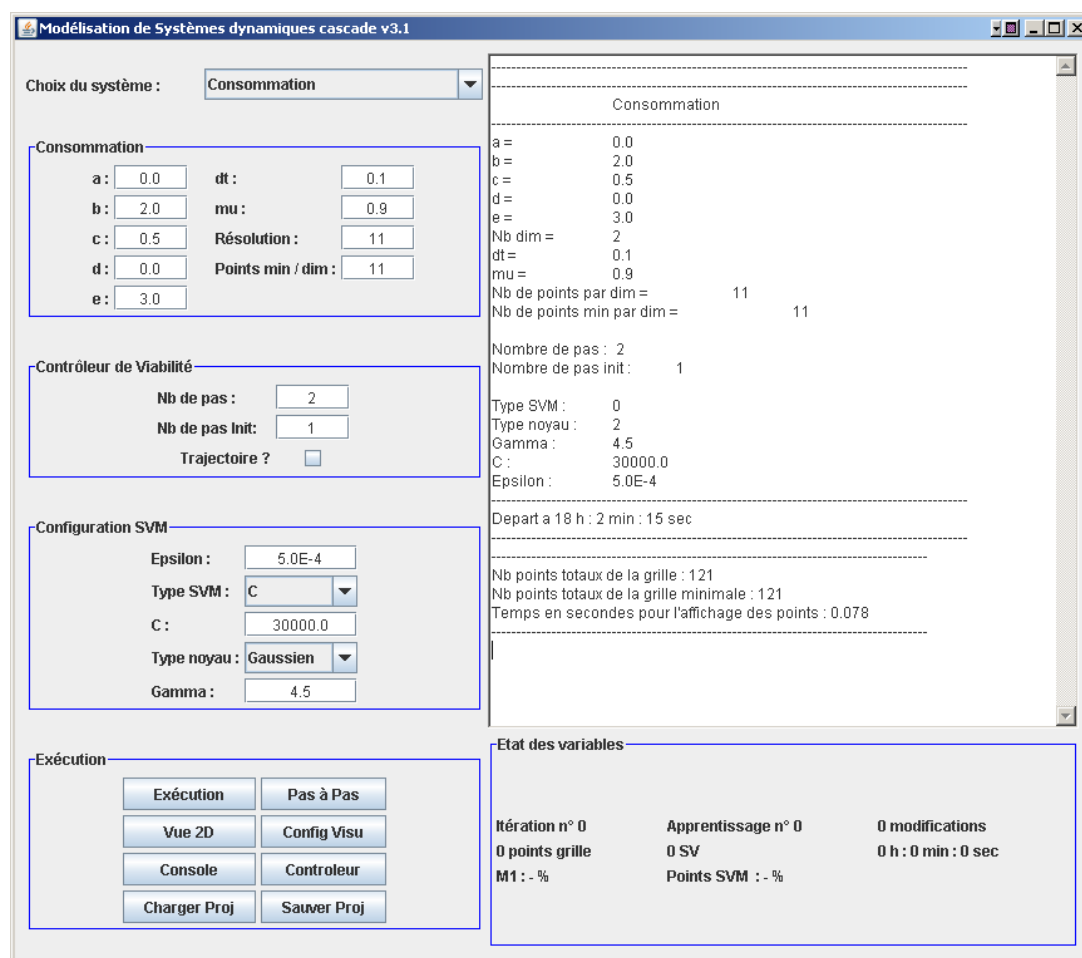 Modélisation de Systèmes dynamiques cascade v3.1
Choix du système : Consommation
Consommation
a : 0.0 dt : 0.1
b : 2.0 mu : 0.9
c : 0.5 Résolution : 11
d : 0.0 Points min / dim : 11
e : 3.0
Contrôleur de Viabilité
Nb de pas : 2
Nb de pas Init: 1
Trajectoire ?
Configuration SVM
Epsilon : 5.0E-4
Type SVM : C
C : 30000.0
Type noyau : Gaussien
Gamma : 4.5
Exécution
Exécution Pas à Pas
Vue 2D Config Visu
Console Controleur
Charger Proj Sauver Proj
--------------------------------------------------------------------------------
--------------------------------------------------------------------------------
Consommation
--------------------------------------------------------------------------------
a = 0.0
b = 2.0
c = 0.5
d = 0.0
e = 3.0
Nb dim = 2
dt = 0.1
mu = 0.9
Nb de points par dim = 11
Nb de points min par dim = 11
Nombre de pas : 2
Nombre de pas init : 1
Type SVM : 0
Type noyau : 2
Gamma : 4.5
C : 30000.0
Epsilon : 5.0E-4
--------------------------------------------------------------------------------
Depart a 18 h : 2 min : 15 sec
--------------------------------------------------------------------------------
--------------------------------------------------------------------------------
Nb points totaux de la grille : 121
Nb points totaux de la grille minimale : 121
Temps en secondes pour l'affichage des points : 0.078
--------------------------------------------------------------------------------
Etat des variables
Itération n° 0 Apprentissage n° 0 0 modifications
0 points grille 0 SV 0 h : 0 min : 0 sec
M1 : - % Points SVM : - %